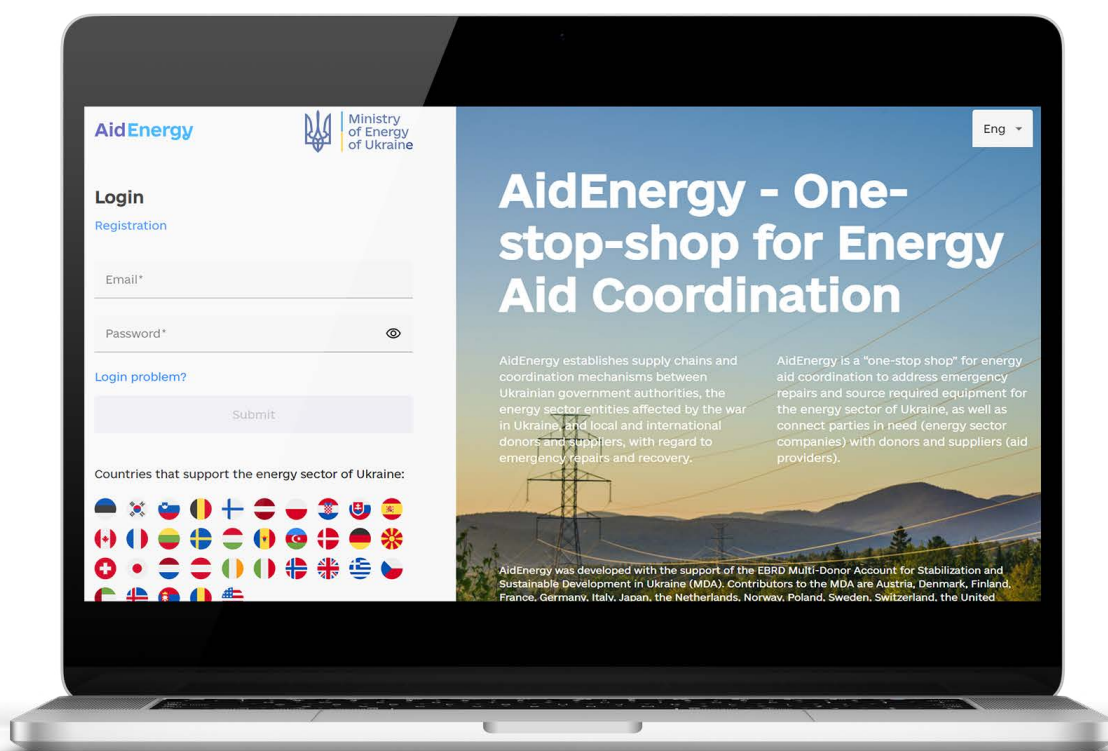 AidEnergy
Ministry
of Energy
of Ukraine
Login
Registration
Email*
Password*
Login problem?
Submit
Countries that support the energy sector of Ukraine:
Eng
AidEnergy - One-
stop-shop for Energy
Aid Coordination
AidEnergy establishes supply chains and
coordination mechanisms between
Ukrainian government authorities, the
energy sector entities affected by the war
in Ukraine, and local and international
donors and suppliers, with regard to
emergency repairs and recovery.
AidEnergy is a "one-stop shop" for energy
aid coordination to address emergency
repairs and source required equipment for
the energy sector of Ukraine, as well as
connect parties in need (energy sector
companies) with donors and suppliers (aid
providers).
AidEnergy was developed with the support of the EBRD Multi-Donor Account for Stabilization and
Sustainable Development in Ukraine (MDA). Contributors to the MDA are Austria, Denmark, Finland,
France, Germany, Italy, Japan, the Netherlands, Norway, Poland, Sweden, Switzerland, the United